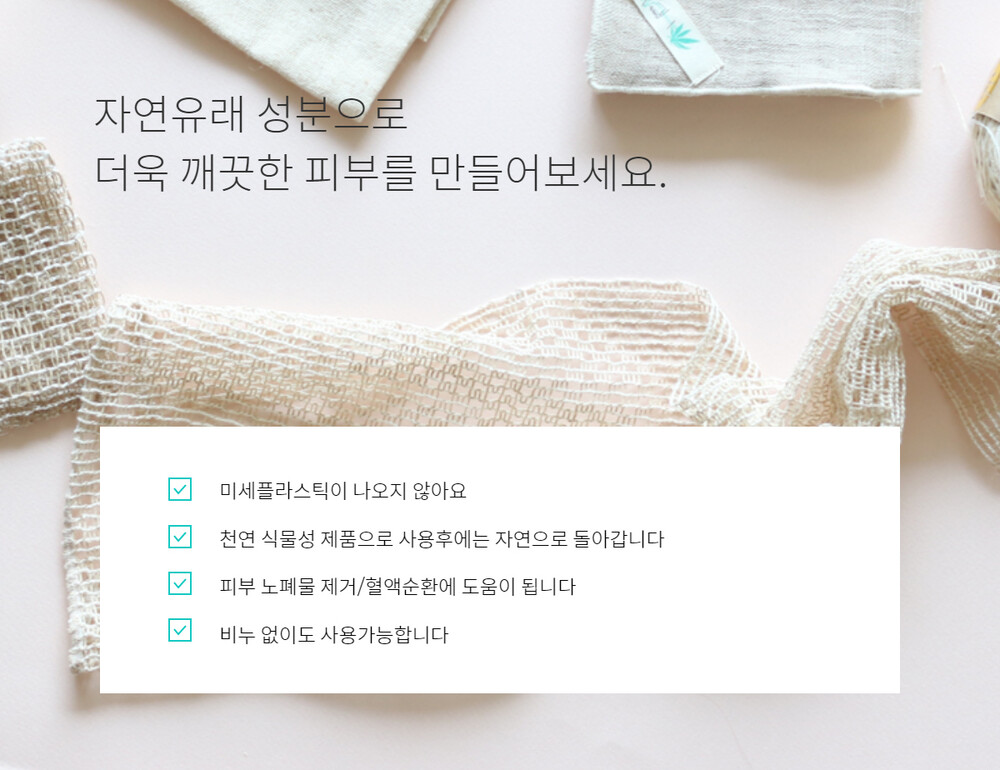 자연유래 성분으로
더욱 깨끗한 피부를 만들어보세요.
미세플라스틱이 나오지 않아요
천연 식물성 제품으로 사용후에는 자연으로 돌아갑니다
피부 노폐물 제거/혈액순환에 도움이 됩니다
비누 없이도 사용가능합니다